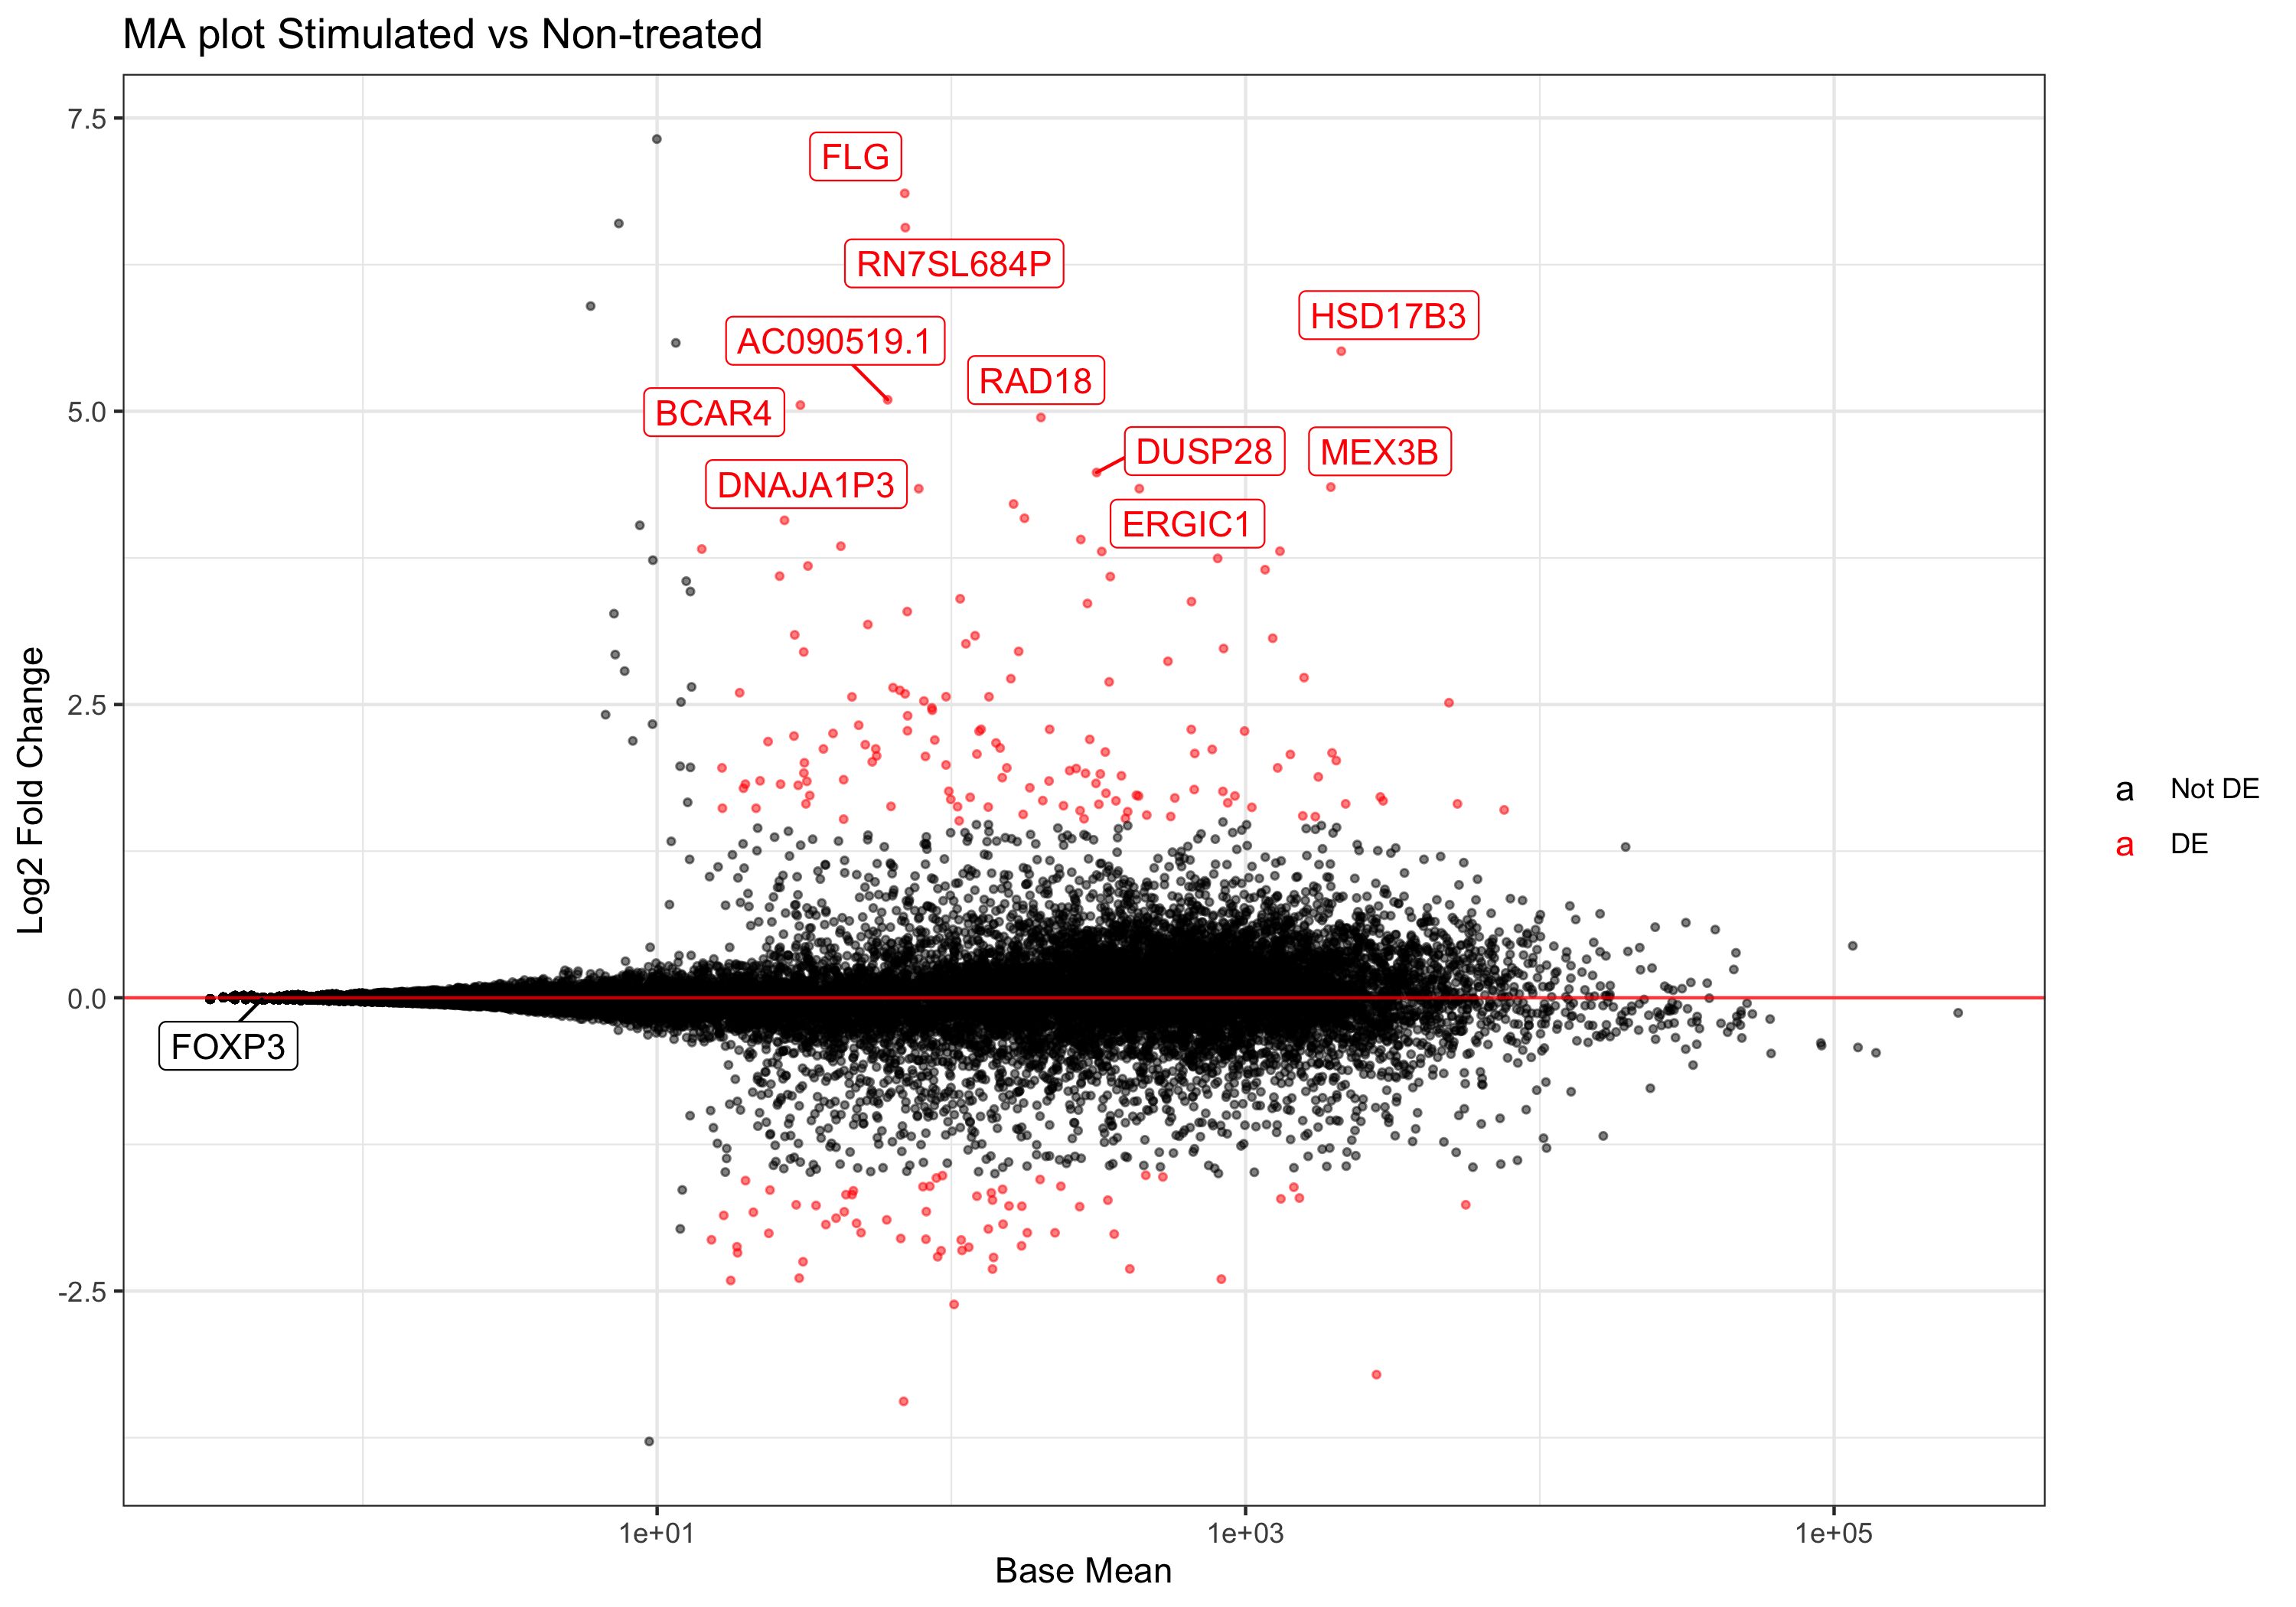 MA plot Stimulated vs Non-treated
7.5
5.0
2.5
0.0
-2.5
Log2 Fold Change
FLG
RN7SL684P
HSD17B3
AC090519.1
RAD18
BCAR4
DUSP28
MEX3B
DNAJA1P3
ERGIC1
FOXP3
a Not DE
a DE
1e+01 1e+03 1e+05
Base Mean